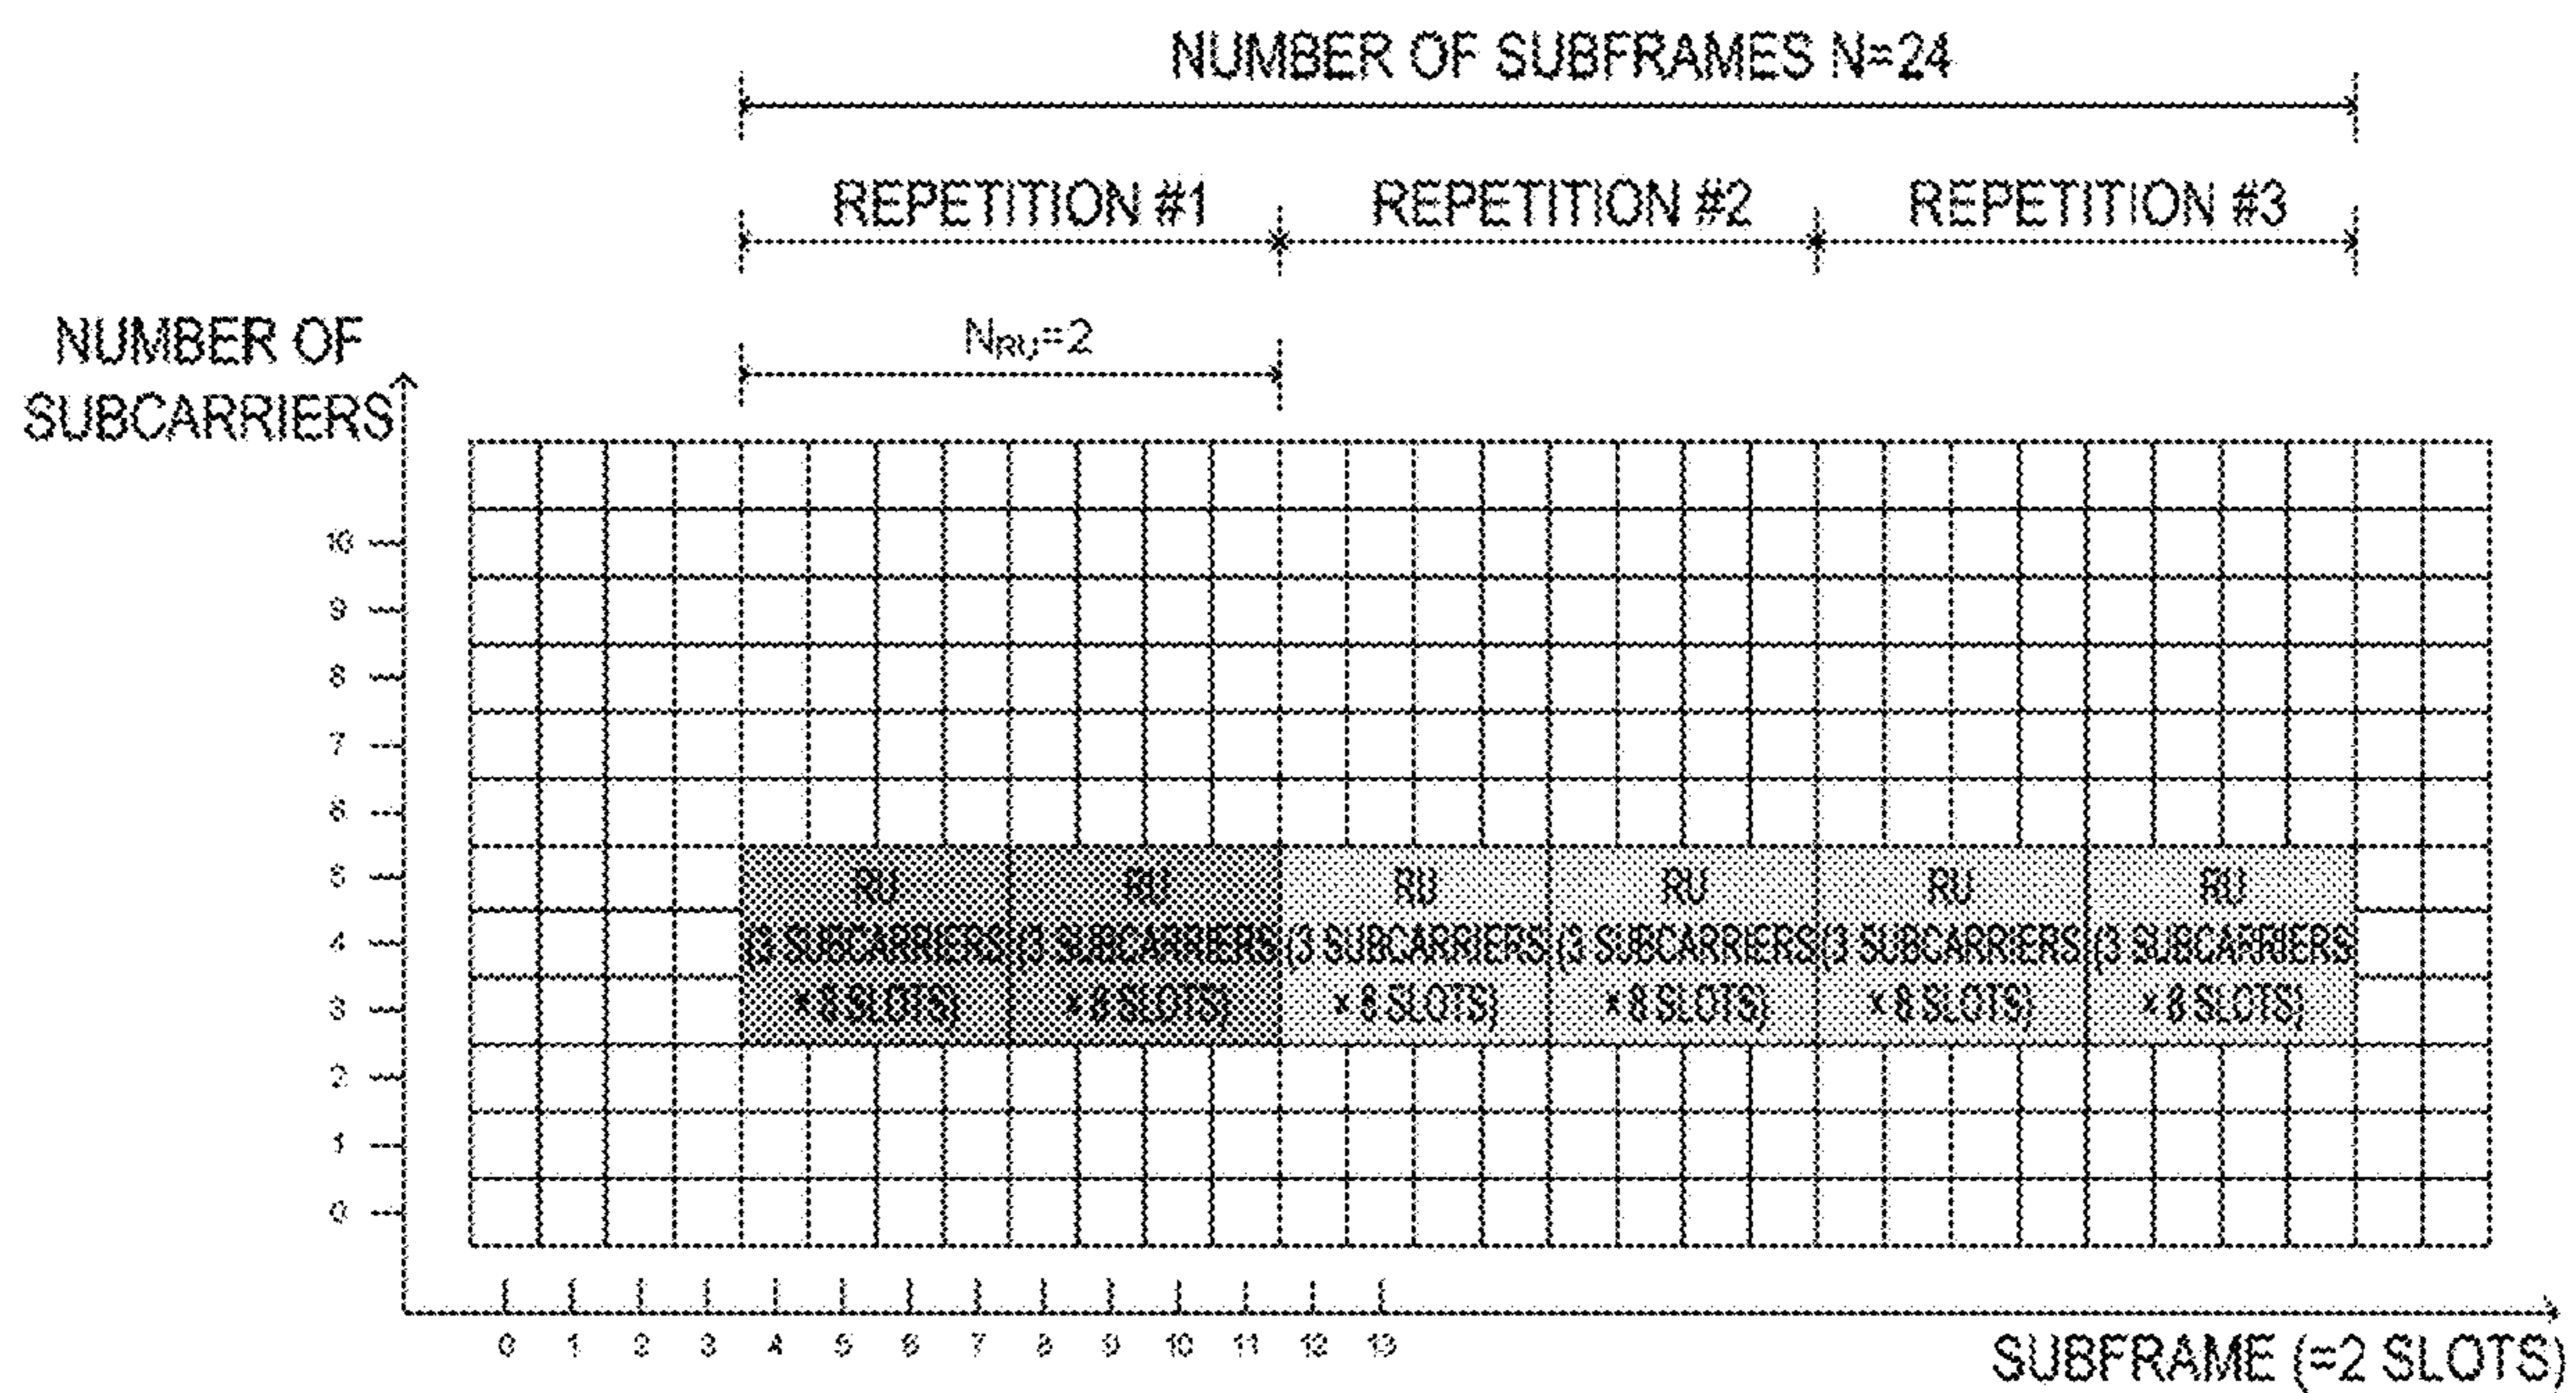 NUMBER OF SUBFRAMES N=24
REPETITION #1 REPETITION #2 REPETITION #3
NRU=2
NUMBER OF
SUBCARRIERS
10
9
8
7
6
5
4
3
2
1
0
RU RU RU RU RU RU
(3 SUBCARRIERS (3 SUBCARRIERS (3 SUBCARRIERS (3 SUBCARRIERS (3 SUBCARRIERS (3 SUBCARRIERS
× 8 SLOTS) × 8 SLOTS) × 8 SLOTS) × 8 SLOTS) × 8 SLOTS) × 8 SLOTS)
0 1 2 3 4 5 6 7 8 9 10 11 12 13
SUBFRAME (=2 SLOTS)